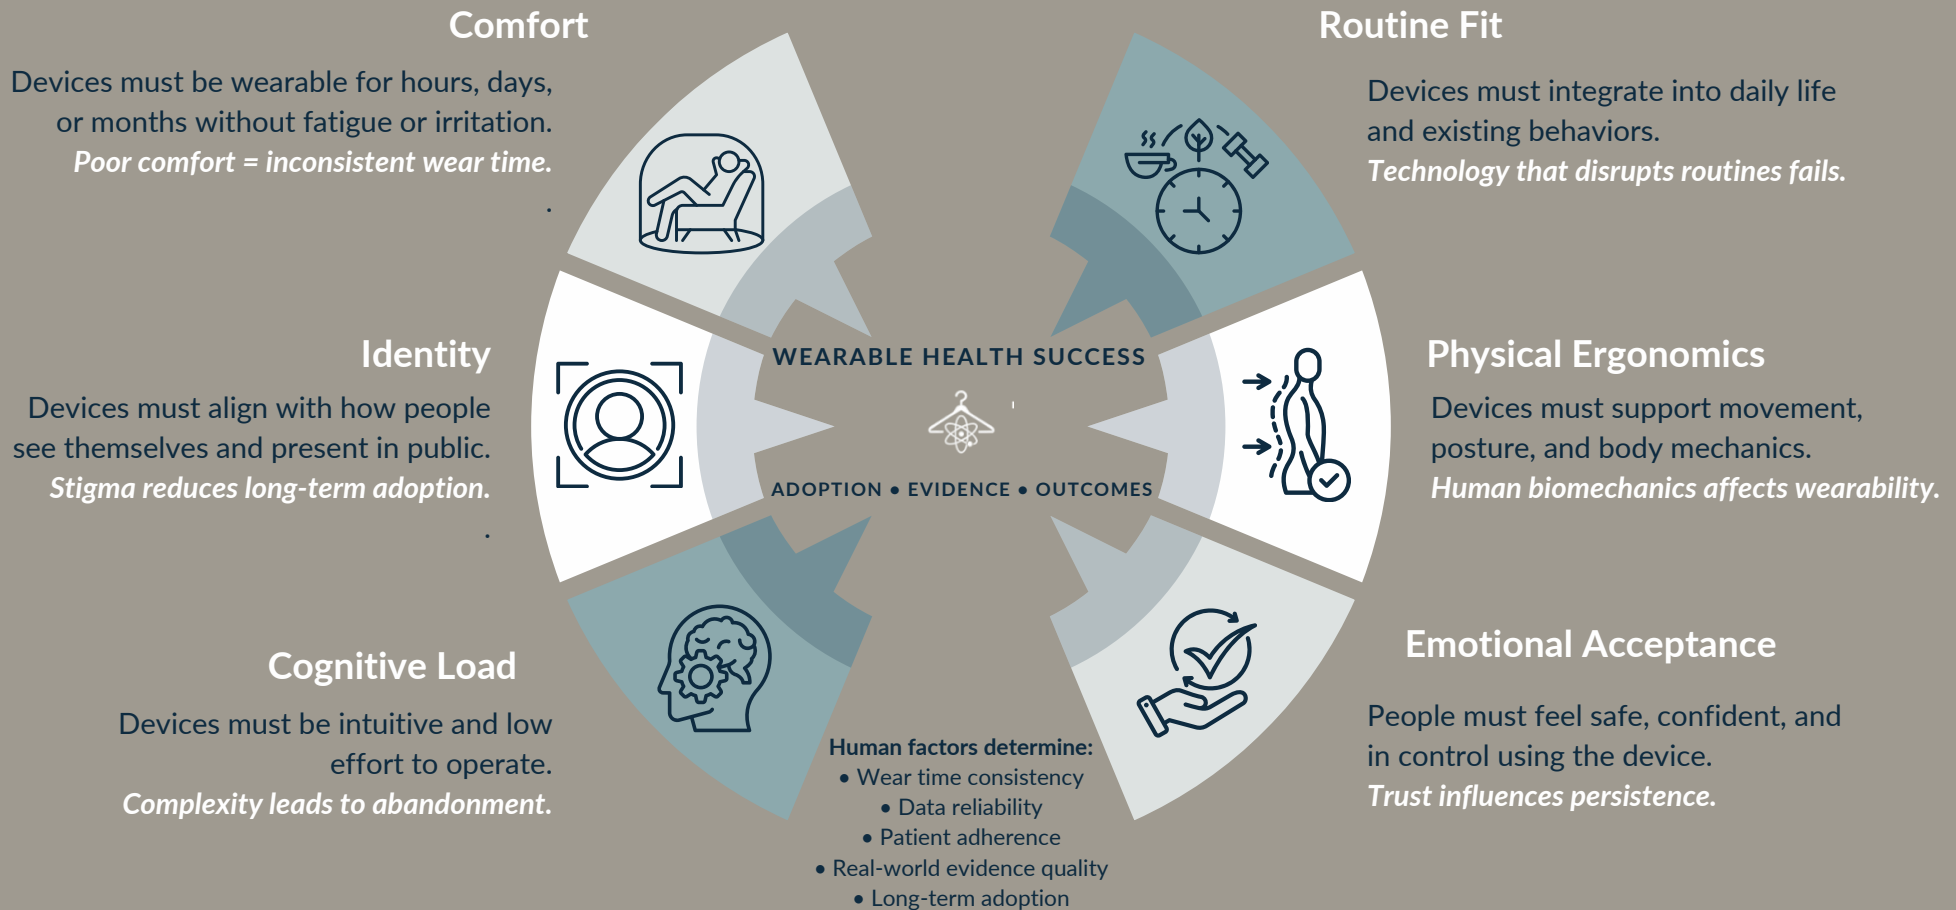 Comfort
Devices must be wearable for hours, days,
or months without fatigue or irritation.
Poor comfort = inconsistent wear time.
.
Identity
Devices must align with how people
see themselves and present in public.
Stigma reduces long-term adoption.
.
Cognitive Load
Devices must be intuitive and low
effort to operate.
Complexity leads to abandonment.
WEARABLE HEALTH SUCCESS
'
ADOPTION • EVIDENCE • OUTCOMES
Human factors determine:
• Wear time consistency
• Data reliability
• Patient adherence
• Real-world evidence quality
• Long-term adoption
Routine Fit
Devices must integrate into daily life
and existing behaviors.
Technology that disrupts routines fails.
Physical Ergonomics
Devices must support movement,
posture, and body mechanics.
Human biomechanics affects wearability.
Emotional Acceptance
People must feel safe, confident, and
in control using the device.
Trust influences persistence.